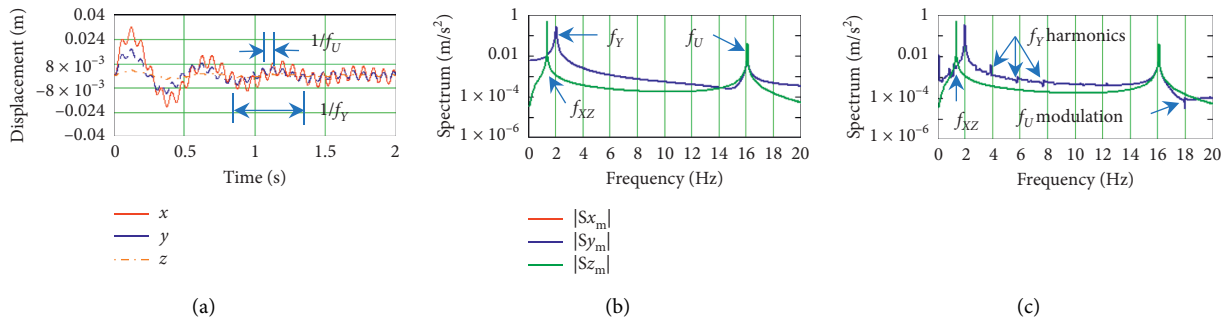 Displacement (m)
0.04
0.024
8 × 10⁻³
−8 × 10⁻³
−0.024
−0.04
1/f_U
1/f_Y
0
0.5
1
1.5
2
Time (s)
x
y
z
(a)
Spectrum (m/s²)
1
0.01
1 × 10⁻⁴
1 × 10⁻⁶
f_Y
f_U
f_XZ
0 2 4 6 8 10 12 14 16 18 20
Frequency (Hz)
|Sx_m|
|Sy_m|
|Sz_m|
(b)
Spectrum (m/s²)
1
0.01
1 × 10⁻⁴
1 × 10⁻⁶
f_Y harmonics
f_XZ
f_U modulation
0 2 4 6 8 10 12 14 16 18 20
Frequency (Hz)
(c)